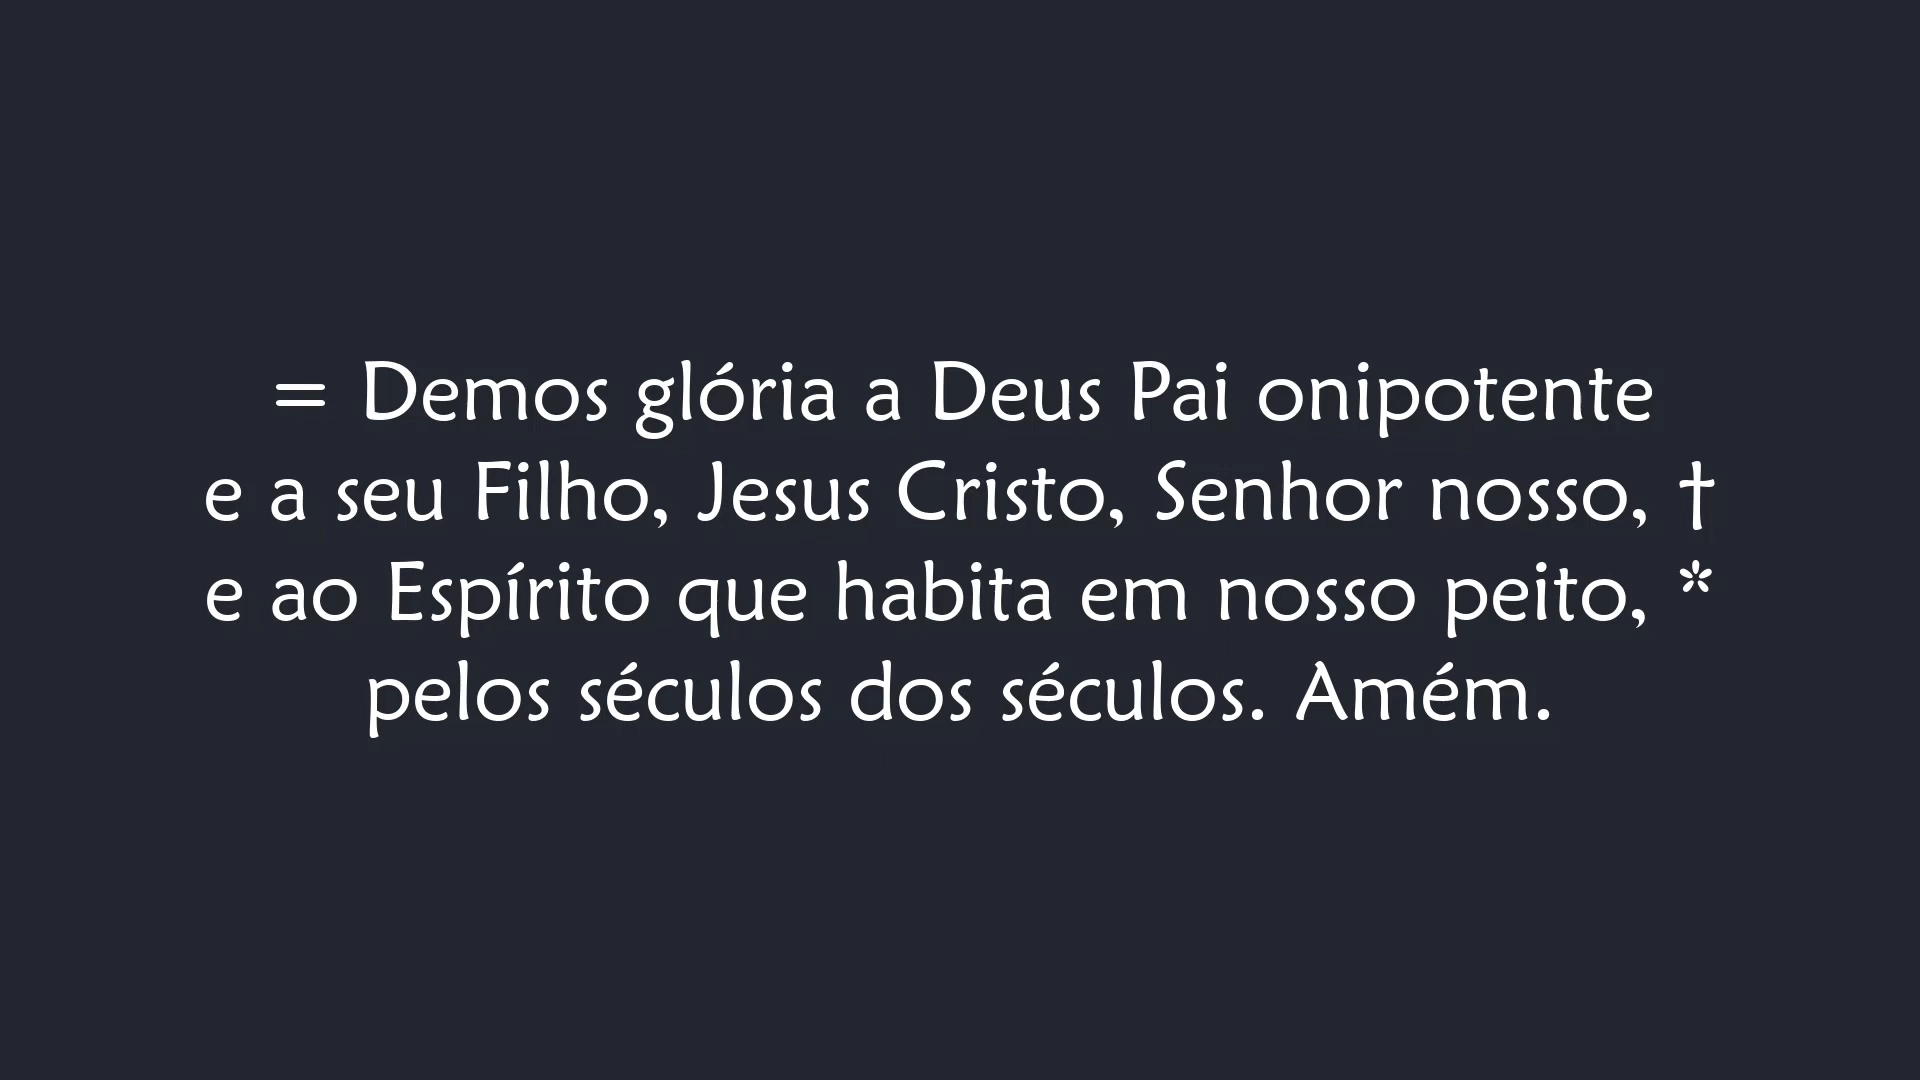 = Demos glória a Deus Pai onipotente
e a seu Filho, Jesus Cristo, Senhor nosso, †
e ao Espírito que habita em nosso peito, *
pelos séculos dos séculos. Amém.